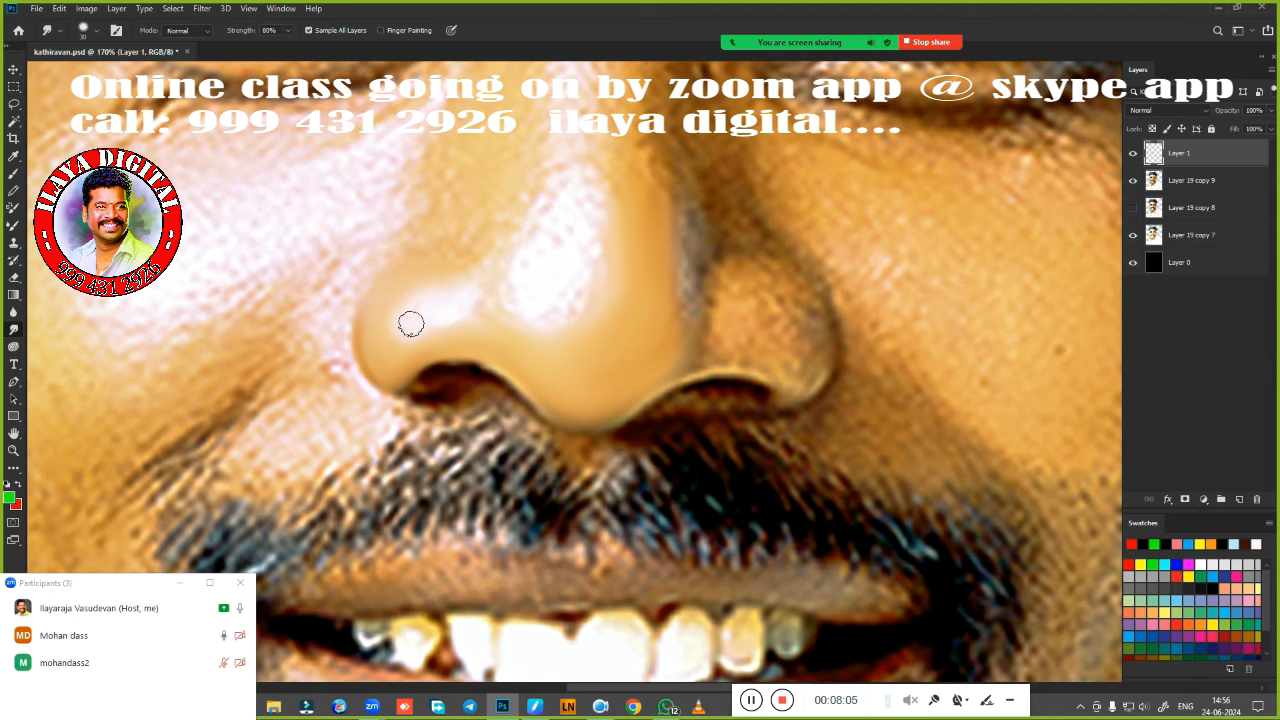 File Edit Image Layer Type Select Filter 3D View Window Help
30 Mode: Normal Strength: 80% Sample All Layers Finger Painting
kathiravan.psd @ 170% (Layer 1, RGB/8) *
You are screen sharing Stop share
Online class going on by zoom app @ skype app
call: 999 431 2926 ilaya digital....
ILAYA DIGITAL
999 431 2926
Layers
Normal Opacity: 100%
Lock: Fill: 100%
Layer 1
Layer 19 copy 9
Layer 19 copy 8
Layer 19 copy 7
Layer 0
Swatches
Participants (3)
Ilayaraja Vasudevan (Host, me)
MD Mohan dass
M mohandass2
00:08:05
12
14:56
24-06-2024